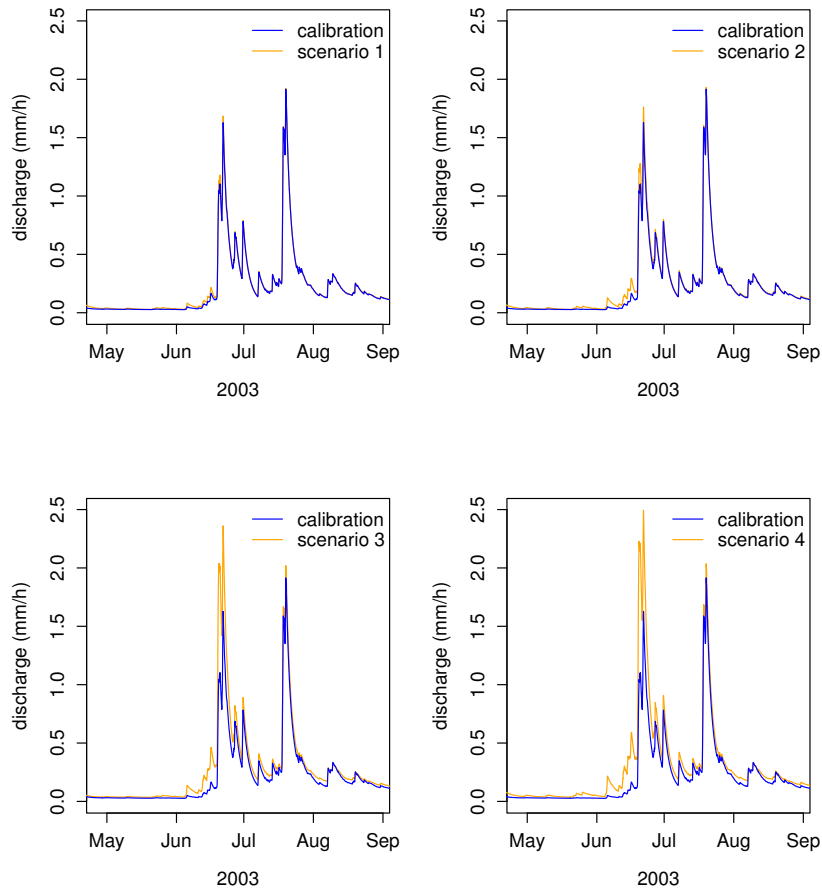 calibration
scenario 1
discharge (mm/h)
2.5
2.0
1.5
1.0
0.5
0.0
May Jun Jul Aug Sep
2003
calibration
scenario 2
discharge (mm/h)
2.5
2.0
1.5
1.0
0.5
0.0
May Jun Jul Aug Sep
2003
calibration
scenario 3
discharge (mm/h)
2.5
2.0
1.5
1.0
0.5
0.0
May Jun Jul Aug Sep
2003
calibration
scenario 4
discharge (mm/h)
2.5
2.0
1.5
1.0
0.5
0.0
May Jun Jul Aug Sep
2003